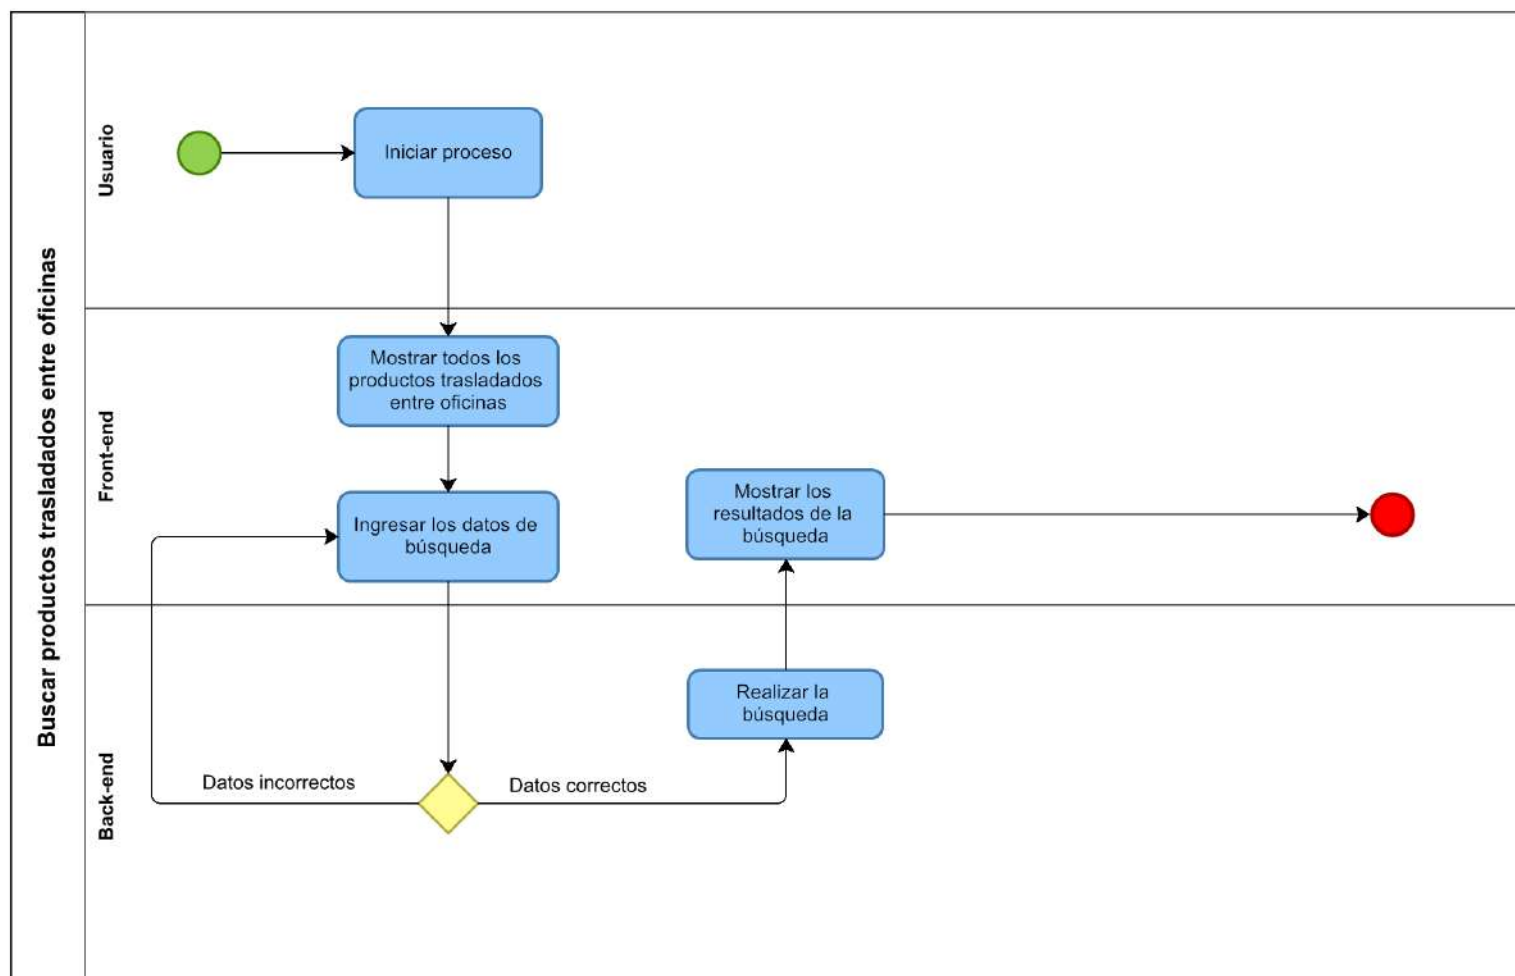 Buscar productos trasladados entre oficinas
Usuario
Iniciar proceso
Front-end
Mostrar todos los
productos trasladados
entre oficinas
Ingresar los datos de
búsqueda
Mostrar los
resultados de la
búsqueda
Back-end
Realizar la
búsqueda
Datos incorrectos
Datos correctos